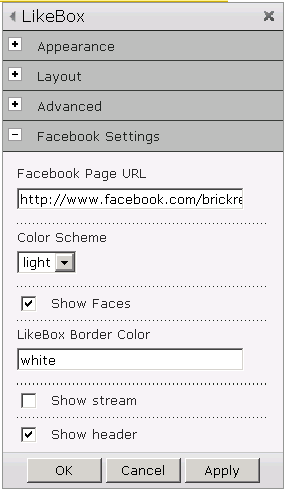 LikeBox
Appearance
Layout
Advanced
Facebook Settings
Facebook Page URL
http://www.facebook.com/brickre
Color Scheme
light
Show Faces
LikeBox Border Color
white
Show stream
Show header
OK Cancel Apply